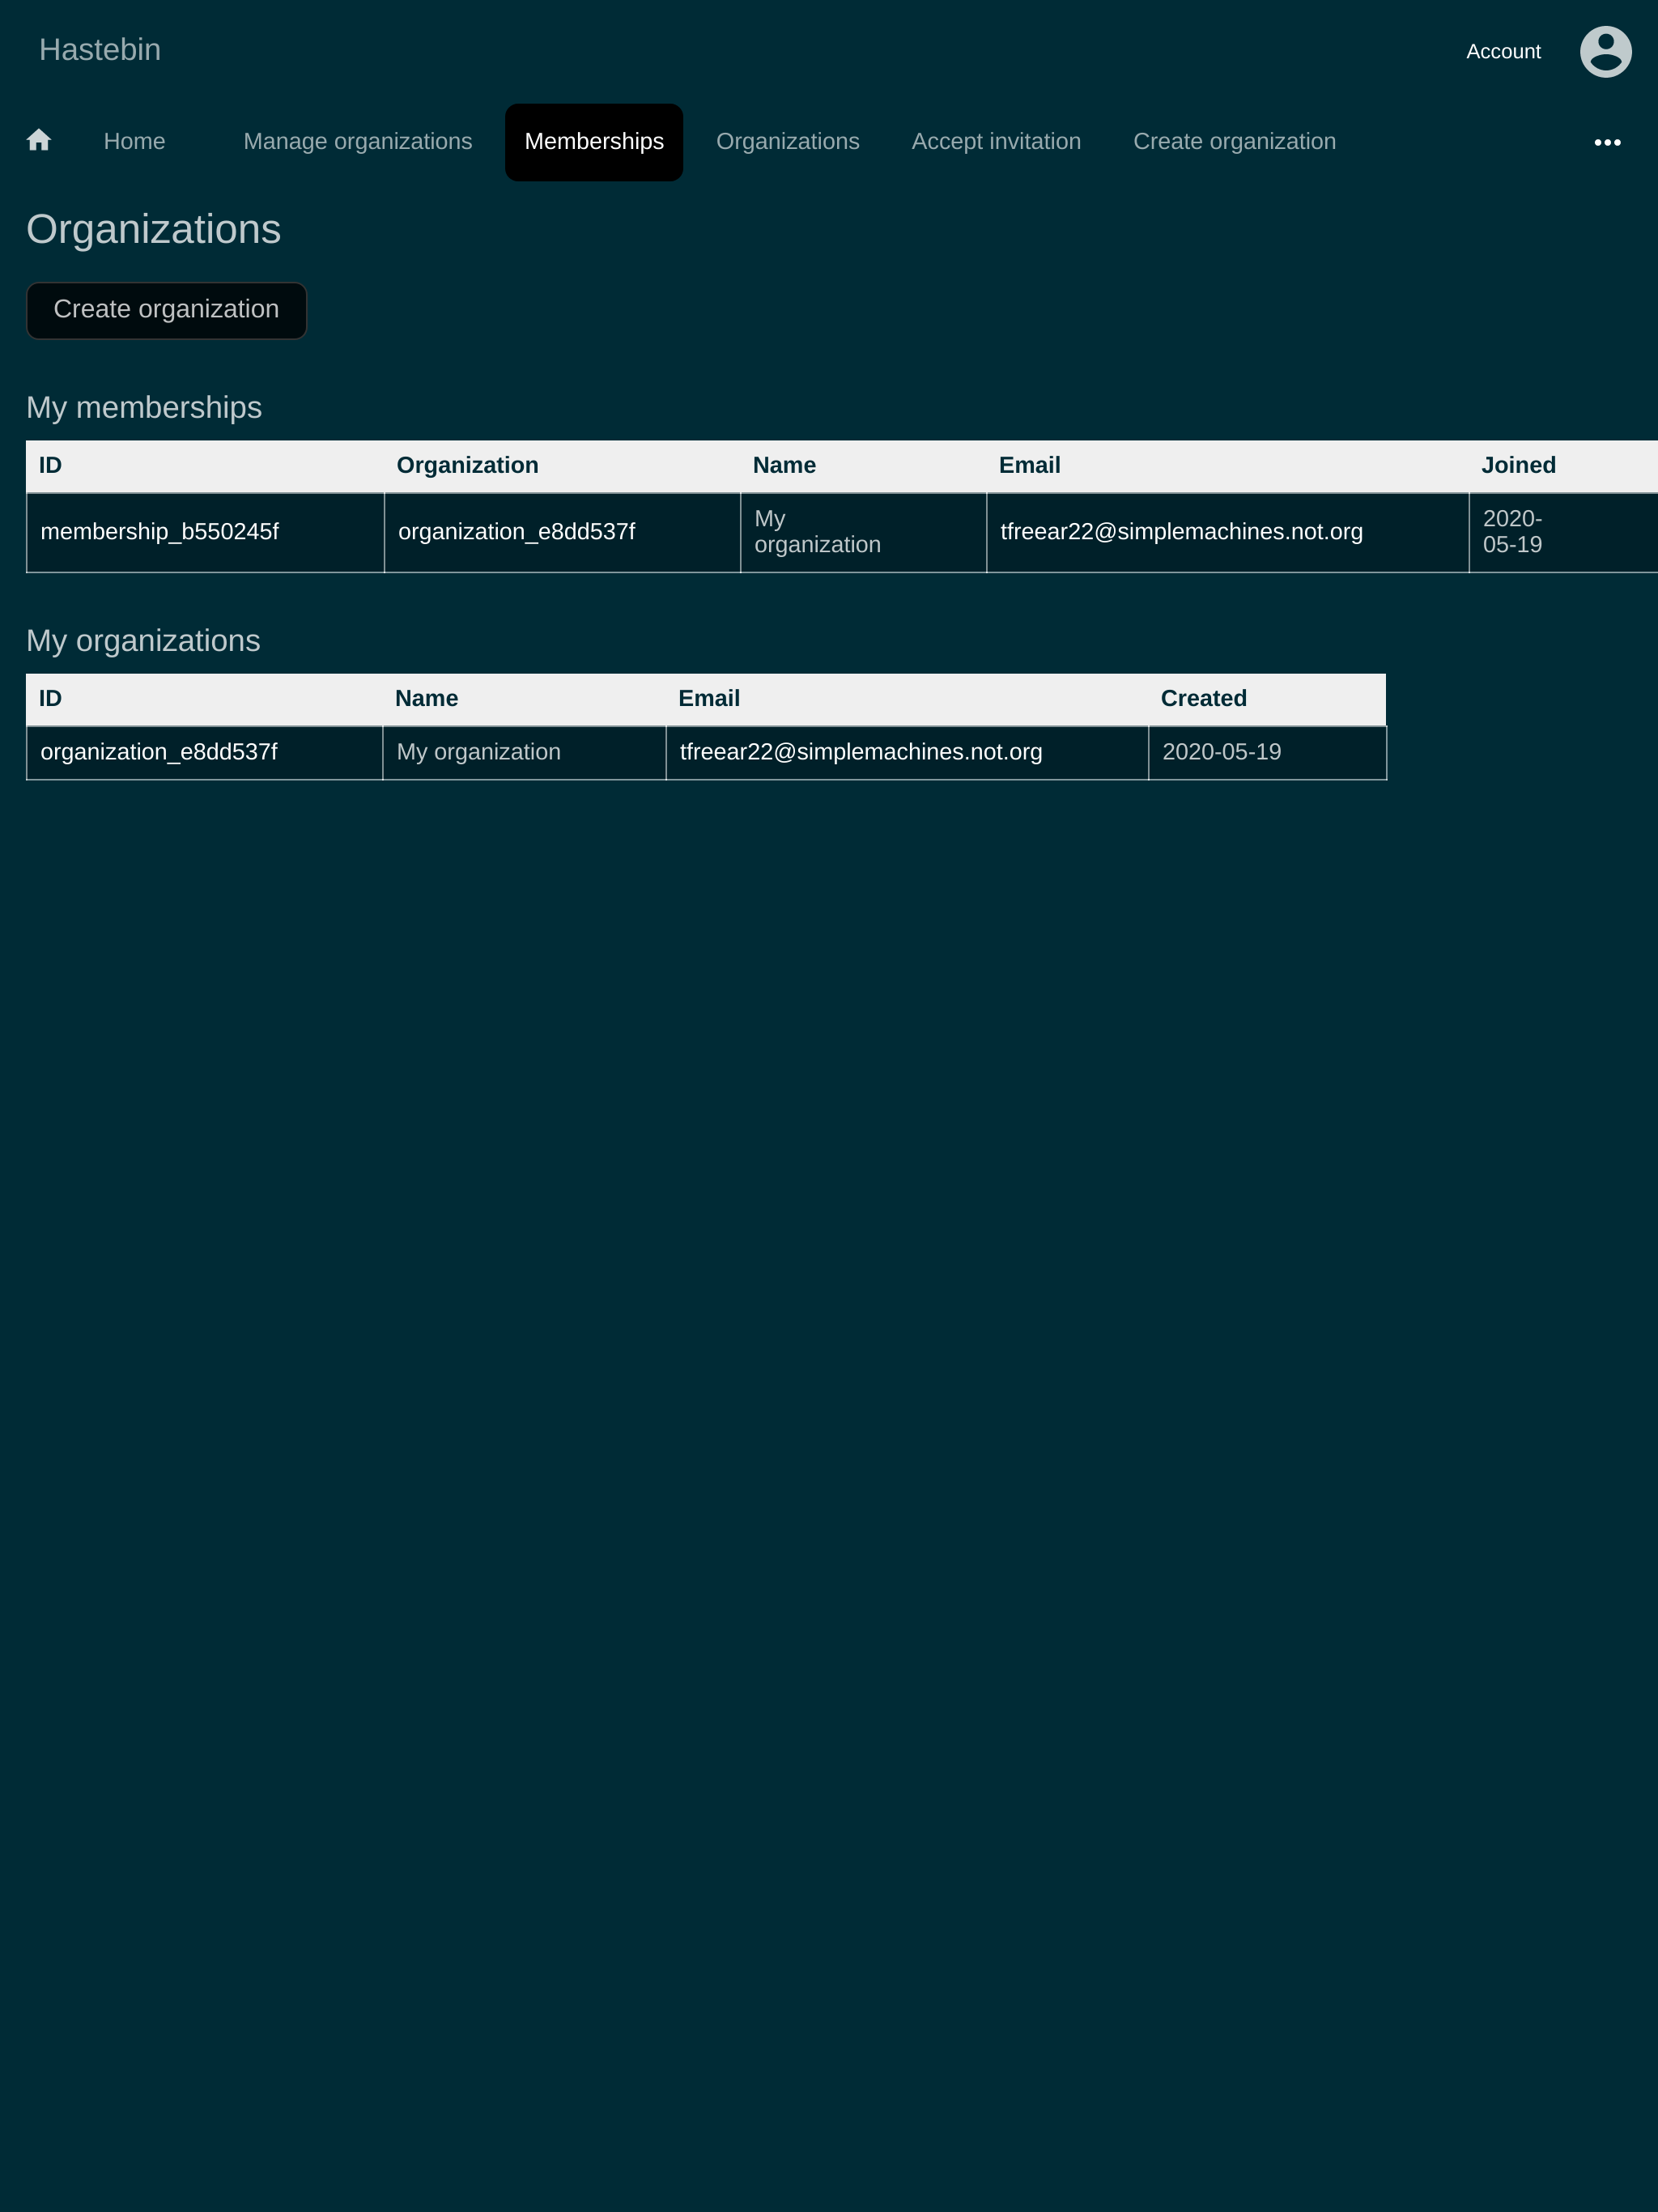 Hastebin
Account
Home Manage organizations Memberships Organizations Accept invitation Create organization
Organizations
Create organization
My memberships
ID Organization Name Email Joined
membership_b550245f organization_e8dd537f My organization tfreear22@simplemachines.not.org 2020-05-19
My organizations
ID Name Email Created
organization_e8dd537f My organization tfreear22@simplemachines.not.org 2020-05-19